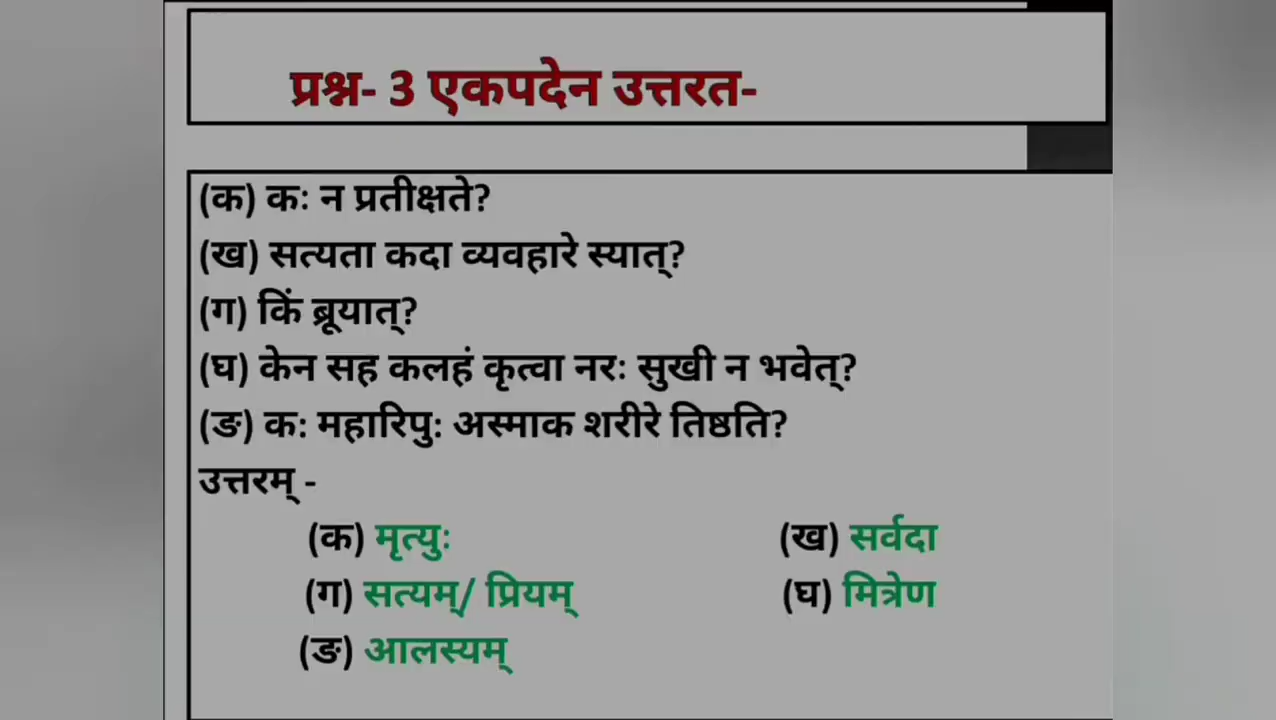 प्रश्न- 3 एकपदेन उत्तरत-
(क) कः न प्रतीक्षते?
(ख) सत्यता कदा व्यवहारे स्यात्?
(ग) किं ब्रूयात्?
(घ) केन सह कलहं कृत्वा नरः सुखी न भवेत्?
(ङ) कः महारिपुः अस्माक शरीरे तिष्ठति?
उत्तरम् -
(क) मृत्युः (ख) सर्वदा
(ग) सत्यम्/ प्रियम् (घ) मित्रेण
(ङ) आलस्यम्